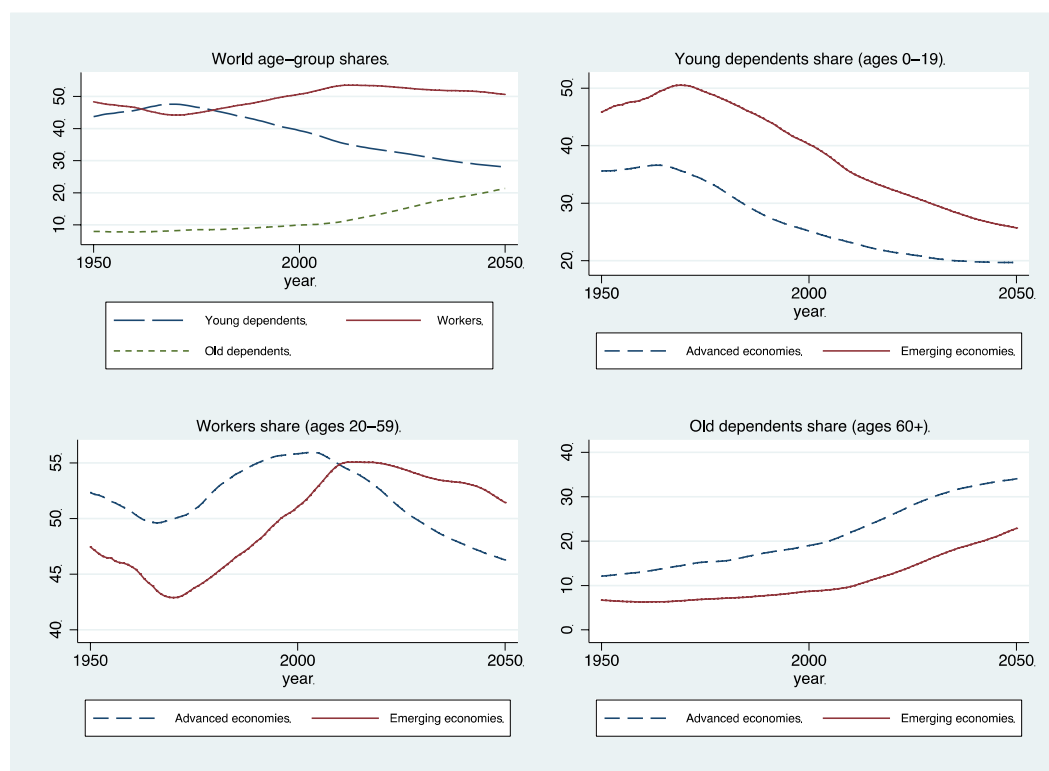 World age–group shares.
50.
40.
30.
20.
10.
1950
2000
2050.
year.
Young dependents.
Workers.
Old dependents.
Young dependents share (ages 0–19).
50.
40.
30.
20.
1950
2000
2050.
year.
Advanced economies.
Emerging economies.
Workers share (ages 20–59).
55
50
45
40.
1950
2000
2050.
year.
Advanced economies.
Emerging economies.
Old dependents share (ages 60+).
40.
30.
20.
10.
0.
1950
2000
2050.
year.
Advanced economies.
Emerging economies.